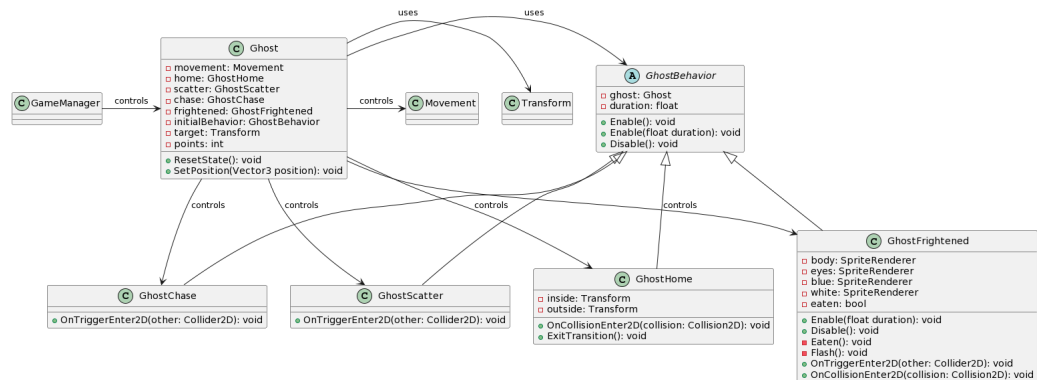 uses
uses
C Ghost
movement: Movement
home: GhostHome
scatter: GhostScatter
chase: GhostChase
frightened: GhostFrightened
initialBehavior: GhostBehavior
target: Transform
points: int
ResetState(): void
SetPosition(Vector3 position): void
C GameManager
controls
controls
C Movement
C Transform
A GhostBehavior
ghost: Ghost
duration: float
Enable(): void
Enable(float duration): void
Disable(): void
controls
controls
controls
controls
C GhostChase
OnTriggerEnter2D(other: Collider2D): void
C GhostScatter
OnTriggerEnter2D(other: Collider2D): void
C GhostHome
inside: Transform
outside: Transform
OnCollisionEnter2D(collision: Collision2D): void
ExitTransition(): void
C GhostFrightened
body: SpriteRenderer
eyes: SpriteRenderer
blue: SpriteRenderer
white: SpriteRenderer
eaten: bool
Enable(float duration): void
Disable(): void
Eaten(): void
Flash(): void
OnTriggerEnter2D(other: Collider2D): void
OnCollisionEnter2D(collision: Collision2D): void